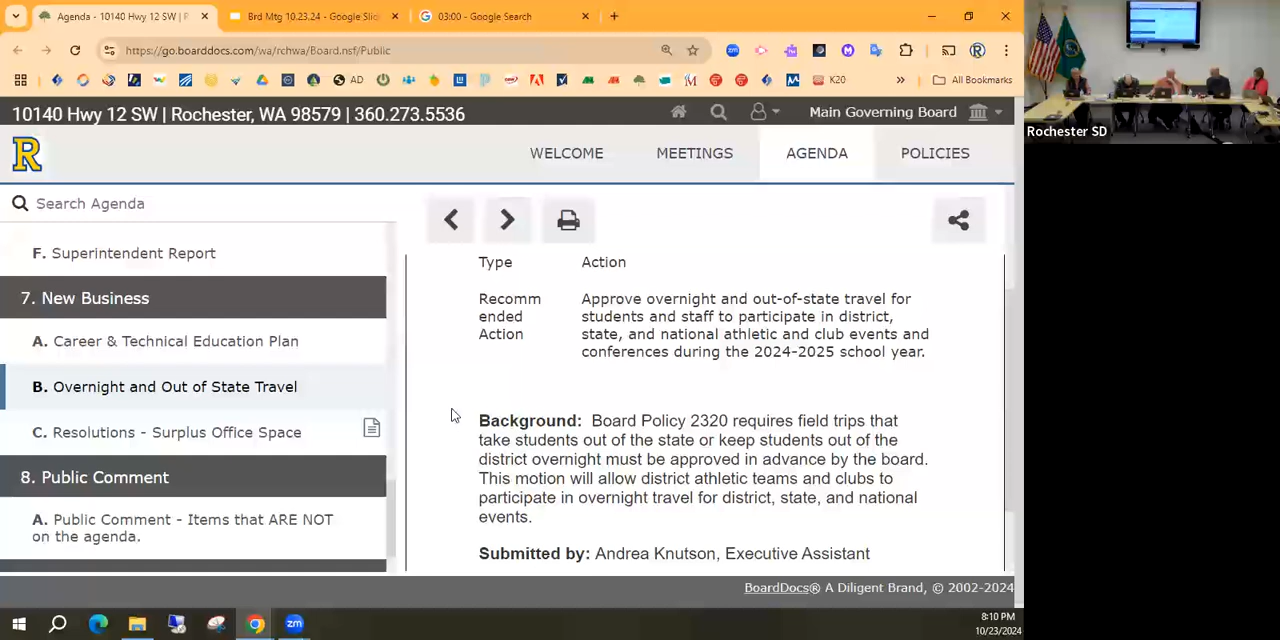 Agenda - 10140 Hwy 12 SW | R
Brd Mtg 10.23.24 - Google Slid
03:00 - Google Search
https://go.boarddocs.com/wa/rchwa/Board.nsf/Public
AD
K20
All Bookmarks
10140 Hwy 12 SW | Rochester, WA 98579 | 360.273.5536
Main Governing Board
R
WELCOME
MEETINGS
AGENDA
POLICIES
Search Agenda
F. Superintendent Report
7. New Business
A. Career & Technical Education Plan
B. Overnight and Out of State Travel
C. Resolutions - Surplus Office Space
8. Public Comment
A. Public Comment - Items that ARE NOT
on the agenda.
Type Action
Recomm
ended
Action
Approve overnight and out-of-state travel for
students and staff to participate in district,
state, and national athletic and club events and
conferences during the 2024-2025 school year.
Background: Board Policy 2320 requires field trips that
take students out of the state or keep students out of the
district overnight must be approved in advance by the board.
This motion will allow district athletic teams and clubs to
participate in overnight travel for district, state, and national
events.
Submitted by: Andrea Knutson, Executive Assistant
BoardDocs® A Diligent Brand, © 2002-2024
zm
8:10 PM
10/23/2024
Rochester SD